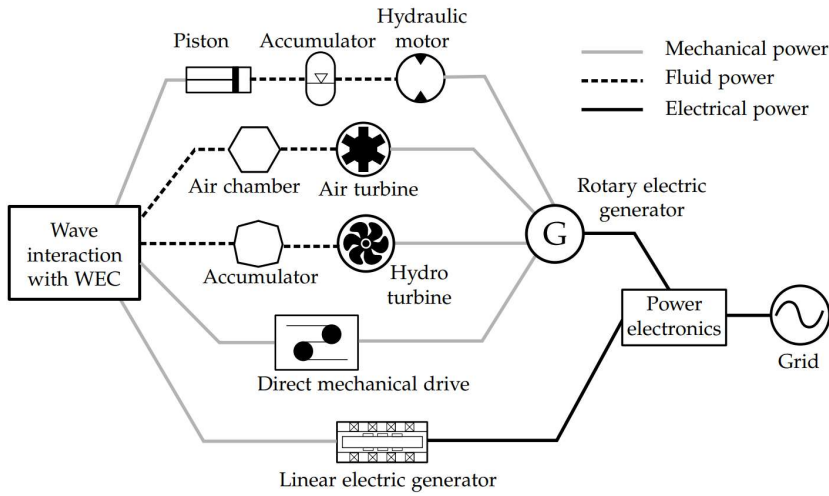 Piston
Accumulator
Hydraulic
motor
Mechanical power
Fluid power
Electrical power
Air chamber
Air turbine
Rotary electric
generator
Wave
interaction
with WEC
G
Accumulator
Hydro
turbine
Power
electronics
Grid
Direct mechanical drive
Linear electric generator